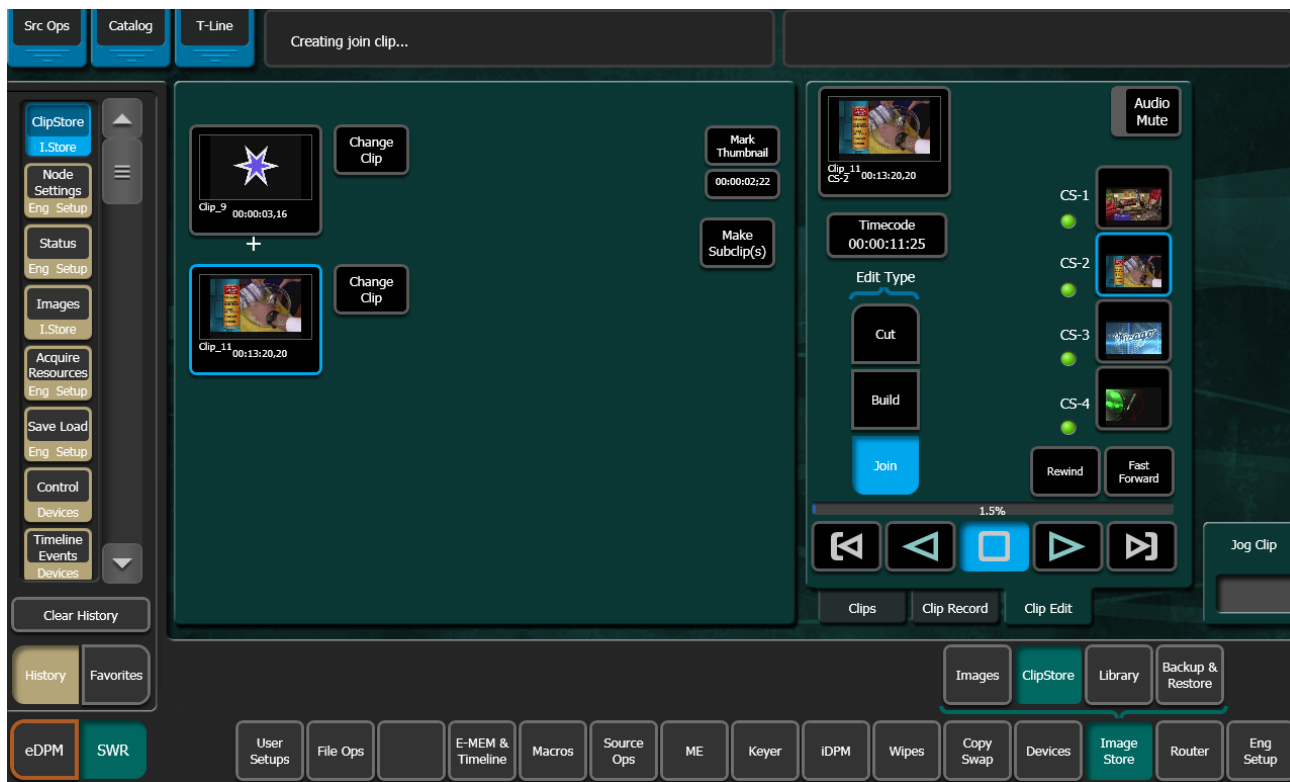 Src Ops
Catalog
T-Line
Creating join clip...
ClipStore
I.Store
Node
Settings
Eng Setup
Status
Eng Setup
Images
I.Store
Acquire
Resources
Eng Setup
Save Load
Eng Setup
Control
Devices
Timeline
Events
Devices
Clear History
History
Favorites
eDPM
SWR
Clip_9 00:00:03,16
Change
Clip
+
Clip_11 00:13:20,20
Change
Clip
Mark
Thumbnail
00:00:02;22
Make
Subclip(s)
Clip_11 00:13:20,20
CS-2
Audio
Mute
Timecode
00:00:11:25
Edit Type
Cut
Build
Join
CS-1
CS-2
CS-3
Chicago
CS-4
Rewind
Fast
Forward
1.5%
Jog Clip
Clips
Clip Record
Clip Edit
Images
ClipStore
Library
Backup &
Restore
User
Setups
File Ops
E-MEM &
Timeline
Macros
Source
Ops
ME
Keyer
iDPM
Wipes
Copy
Swap
Devices
Image
Store
Router
Eng
Setup